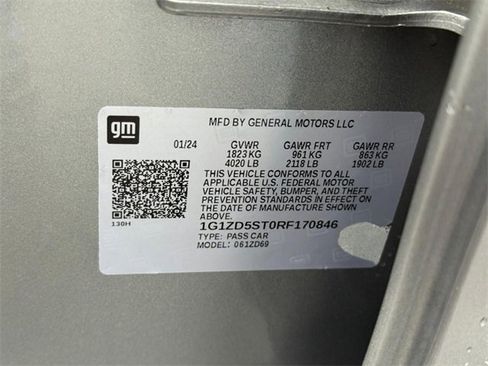 gm
MFD BY GENERAL MOTORS LLC
01/24 GVWR GAWR FRT GAWR RR
1823 KG 961 KG 863 KG
4020 LB 2118 LB 1902 LB
THIS VEHICLE CONFORMS TO ALL
APPLICABLE U.S. FEDERAL MOTOR
VEHICLE SAFETY, BUMPER, AND THEFT
PREVENTION STANDARDS IN EFFECT ON
THE DATE OF MANUFACTURE SHOWN ABOVE.
130H
1G1ZD5ST0RF170846
TYPE: PASS CAR
MODEL: 061ZD69